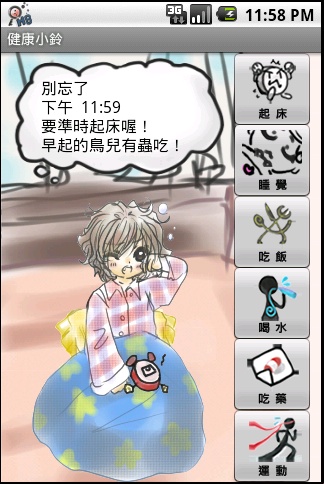 3G
11:58 PM
健康小鈴
別忘了
下午 11:59
要準時起床喔！
早起的鳥兒有蟲吃！
起床
睡覺
吃飯
喝水
吃藥
運動